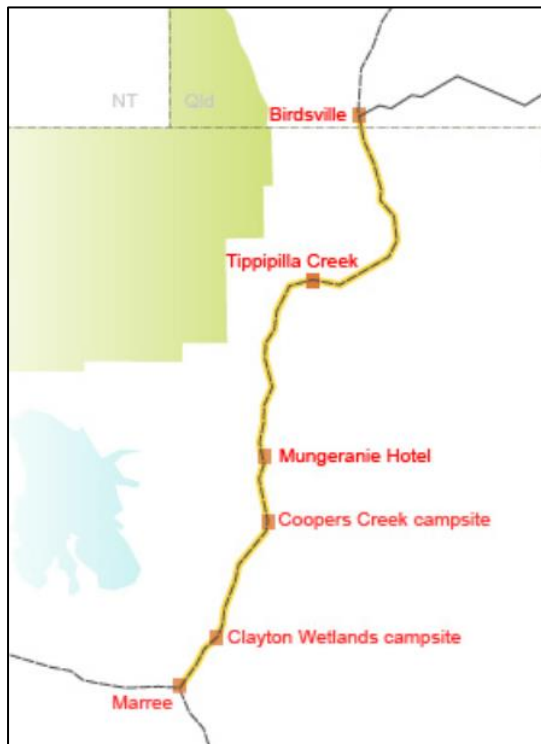 NT
Qld
Birdsville
Tippipilla Creek
Mungeranie Hotel
Coopers Creek campsite
Clayton Wetlands campsite
Marree